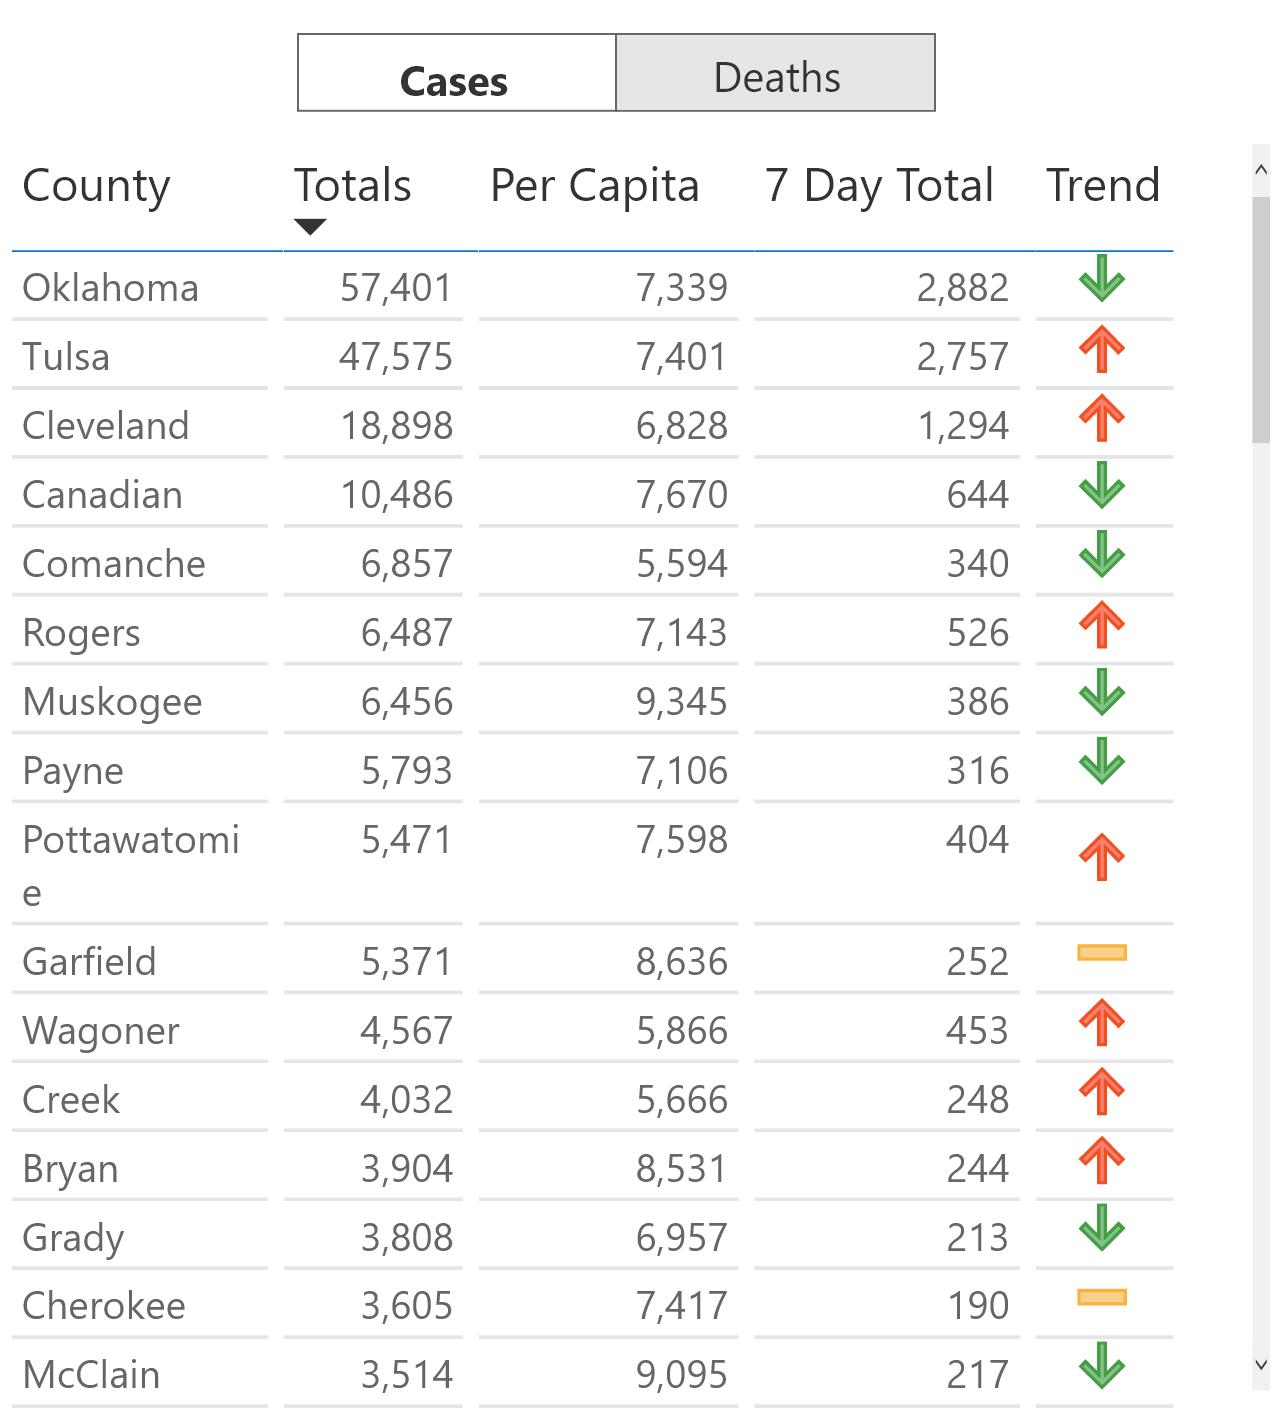 Cases Deaths
County Totals Per Capita 7 Day Total Trend
Oklahoma 57,401 7,339 2,882
Tulsa 47,575 7,401 2,757
Cleveland 18,898 6,828 1,294
Canadian 10,486 7,670 644
Comanche 6,857 5,594 340
Rogers 6,487 7,143 526
Muskogee 6,456 9,345 386
Payne 5,793 7,106 316
Pottawatomi 5,471 7,598 404
e
Garfield 5,371 8,636 252
Wagoner 4,567 5,866 453
Creek 4,032 5,666 248
Bryan 3,904 8,531 244
Grady 3,808 6,957 213
Cherokee 3,605 7,417 190
McClain 3,514 9,095 217